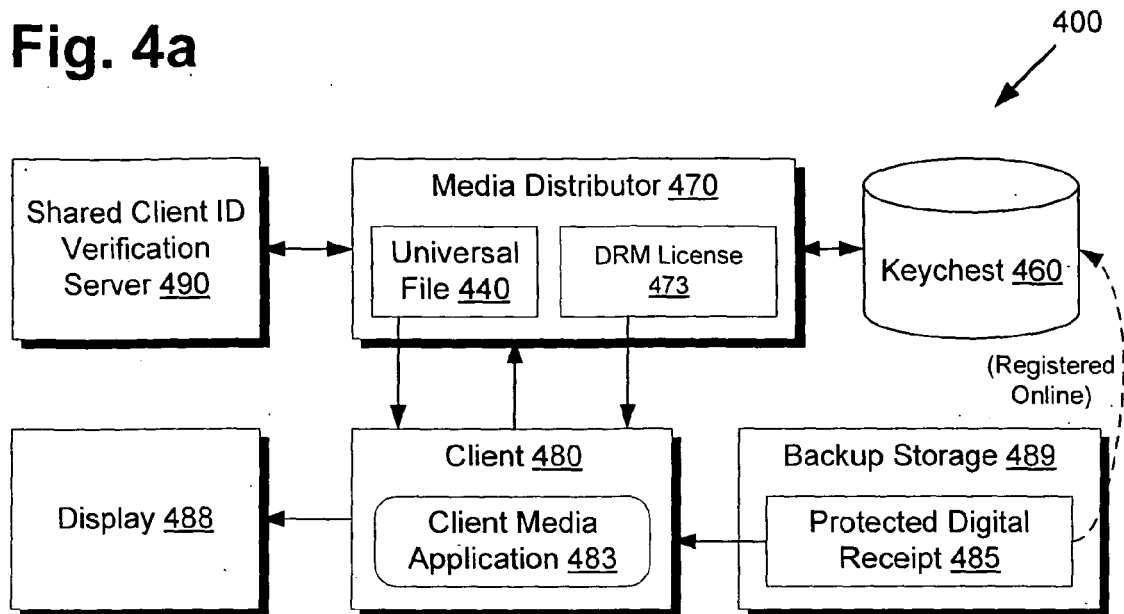 Fig. 4a
400
Shared Client ID
Verification
Server 490
Media Distributor 470
Universal
File 440
DRM License
473
Keychest 460
(Registered
Online)
Display 488
Client 480
Client Media
Application 483
Backup Storage 489
Protected Digital
Receipt 485